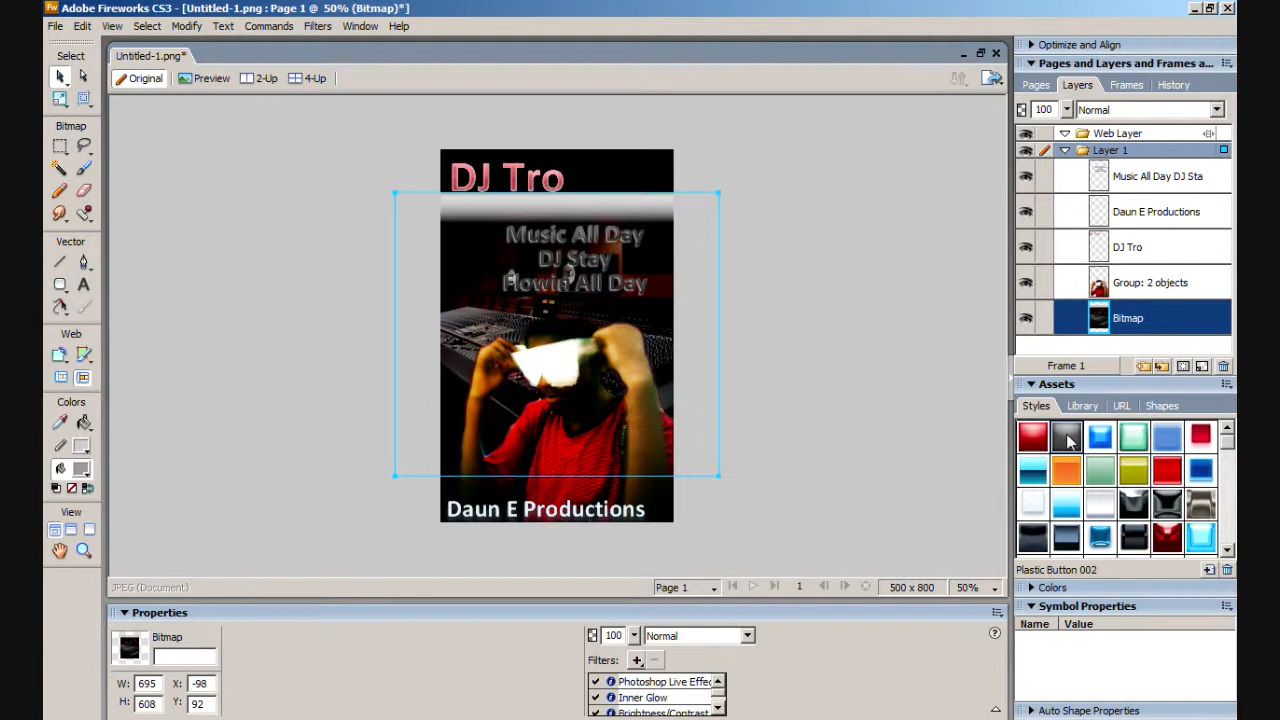 Adobe Fireworks CS3 - [Untitled-1.png : Page 1 @ 50% (Bitmap)*]
File Edit View Select Modify Text Commands Filters Window Help
Select
Bitmap
Vector
Web
Colors
View
Untitled-1.png*
Original Preview 2-Up 4-Up
DJ Tro
Music All Day
DJ Stay
Flowin All Day
Daun E Productions
JPEG (Document)
Page 1 1 500 x 800 50%
Properties
Bitmap
W: 695 X: -98
H: 608 Y: 92
100 Normal
Filters:
Photoshop Live Effec
Inner Glow
Brightness/Contrast
Optimize and Align
Pages and Layers and Frames a...
Pages Layers Frames History
100 Normal
Web Layer
Layer 1
Music All Day DJ Sta
Daun E Productions
DJ Tro
Group: 2 objects
Bitmap
Frame 1
Assets
Styles Library URL Shapes
Plastic Button 002
Colors
Symbol Properties
Name Value
Auto Shape Properties